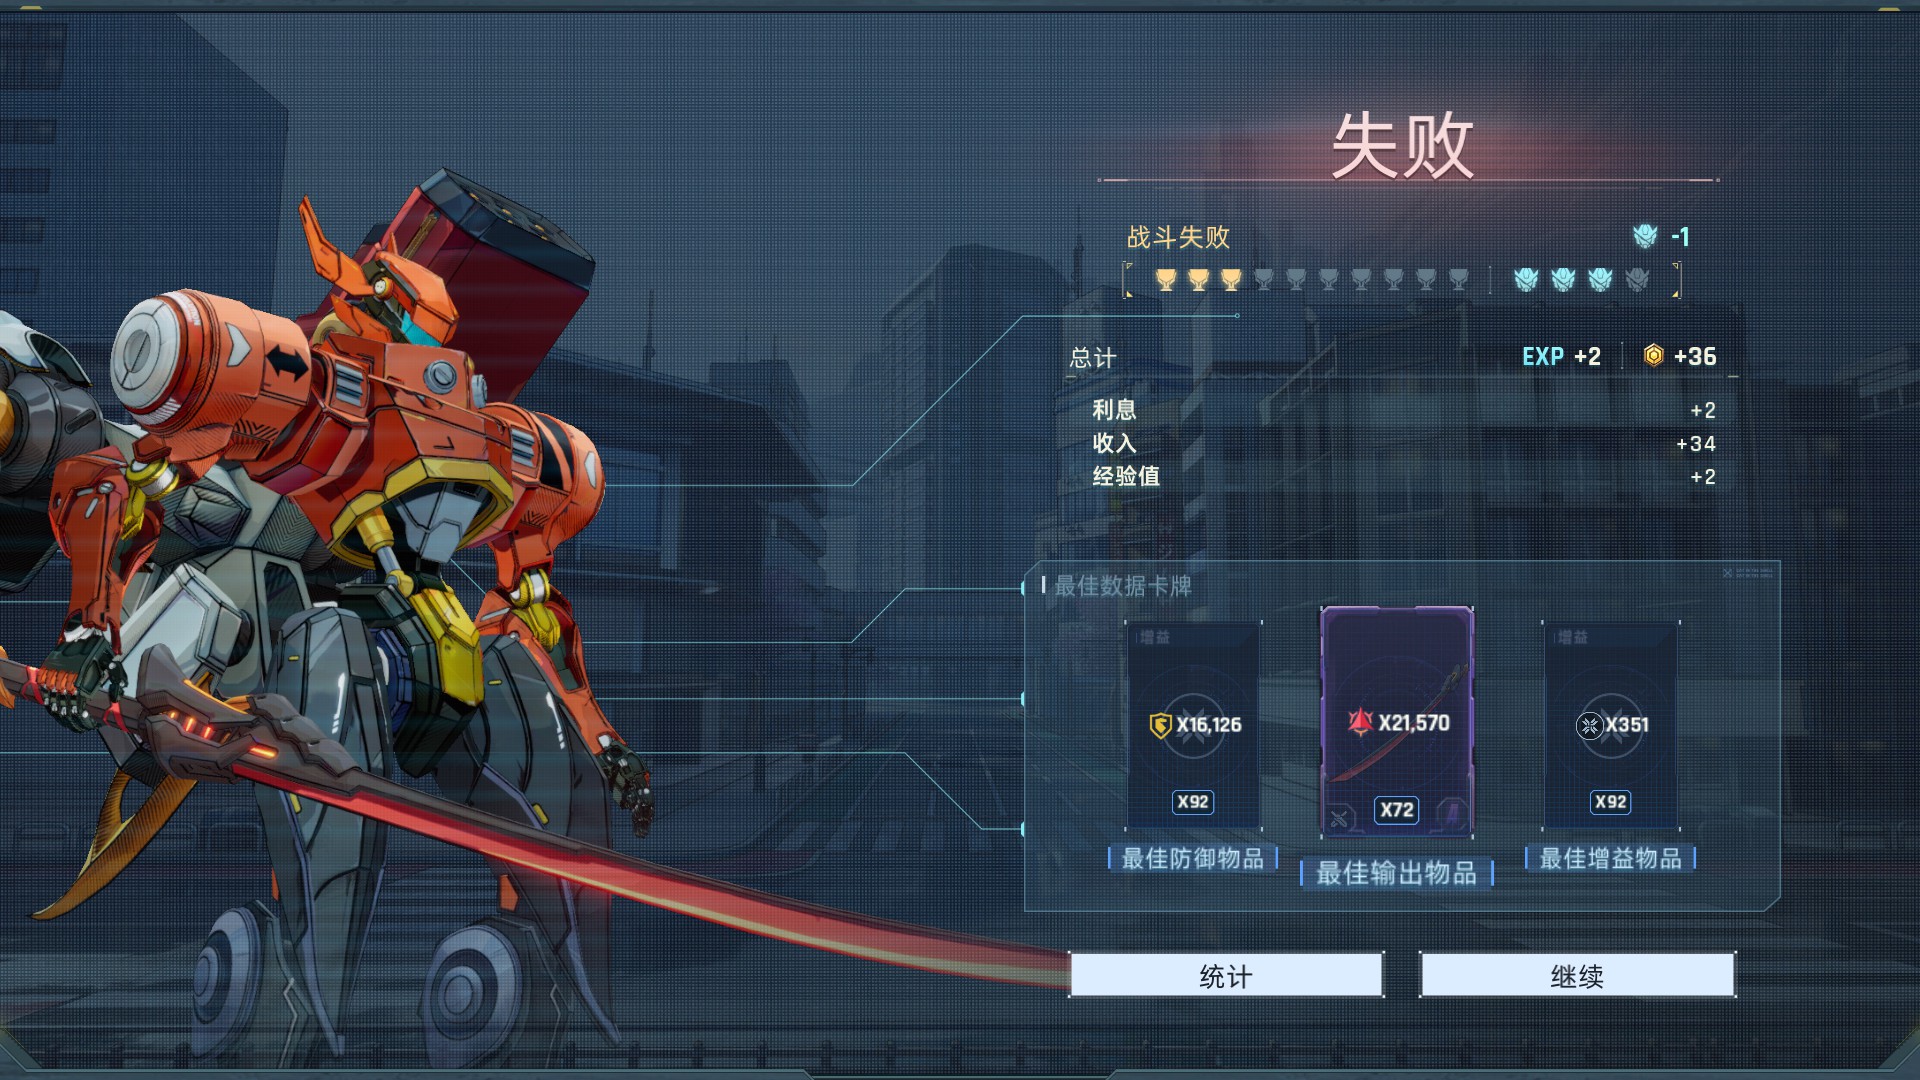 失败
战斗失败 -1
总计 EXP +2 +36
利息 +2
收入 +34
经验值 +2
最佳数据卡牌
增益
X16,126
X92
最佳防御物品
X21,570
X72
最佳输出物品
增益
X351
X92
最佳增益物品
统计
继续